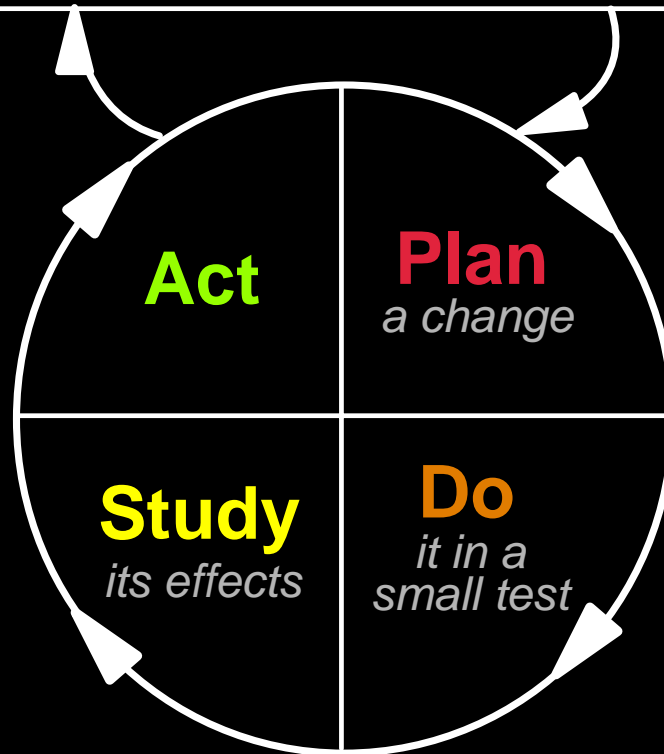 Act
Plan
a change
Study
its effects
Do
it in a
small test